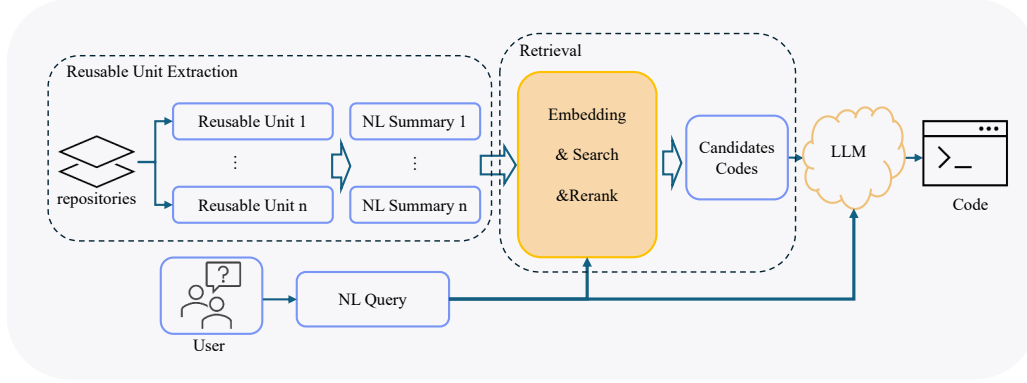 Reusable Unit Extraction
repositories
Reusable Unit 1
⋮
Reusable Unit n
NL Summary 1
⋮
NL Summary n
Retrieval
Embedding
& Search
&Rerank
Candidates
Codes
LLM
>_
Code
?
User
NL Query